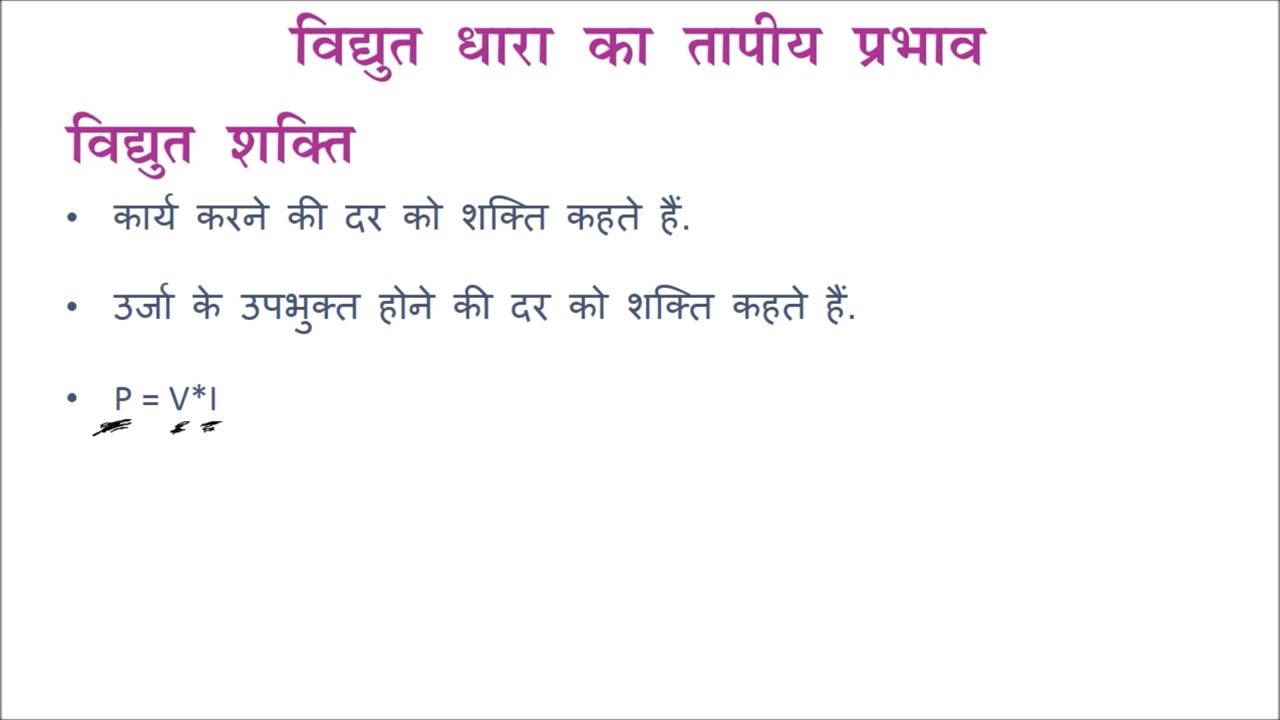 विद्युत धारा का तापीय प्रभाव
विद्युत शक्ति
• कार्य करने की दर को शक्ति कहते हैं.
• उर्जा के उपभुक्त होने की दर को शक्ति कहते हैं.
• P = V*I